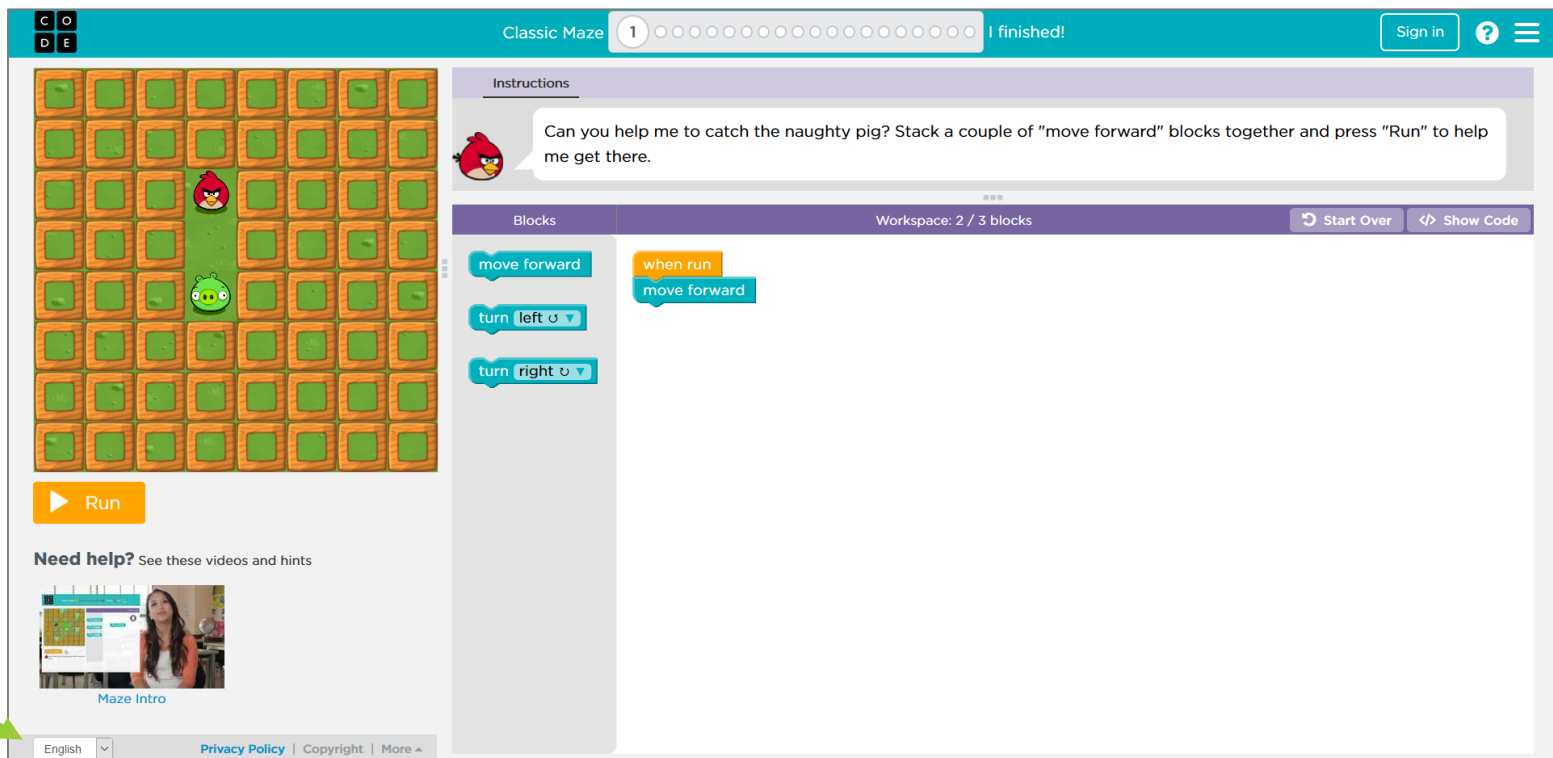 C O
D E
Classic Maze
1
I finished!
Sign in
?
Instructions
Can you help me to catch the naughty pig? Stack a couple of "move forward" blocks together and press "Run" to help
me get there.
Blocks
Workspace: 2 / 3 blocks
Start Over
</> Show Code
move forward
turn left ↺ ▼
turn right ↻ ▼
when run
move forward
Run
Need help? See these videos and hints
Maze Intro
English
Privacy Policy | Copyright | More